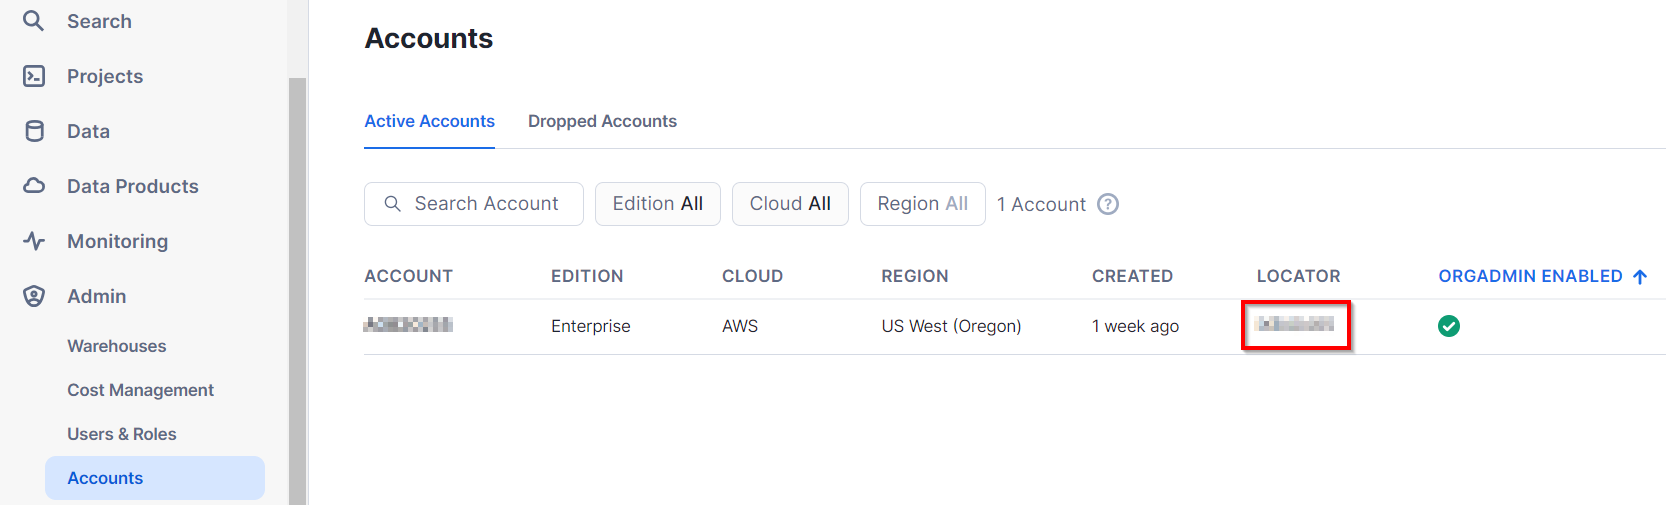 Search
Projects
Data
Data Products
Monitoring
Admin
Warehouses
Cost Management
Users & Roles
Accounts
Accounts
Active Accounts Dropped Accounts
Search Account Edition All Cloud All Region All 1 Account ?
ACCOUNT EDITION CLOUD REGION CREATED LOCATOR ORGADMIN ENABLED
Enterprise AWS US West (Oregon) 1 week ago